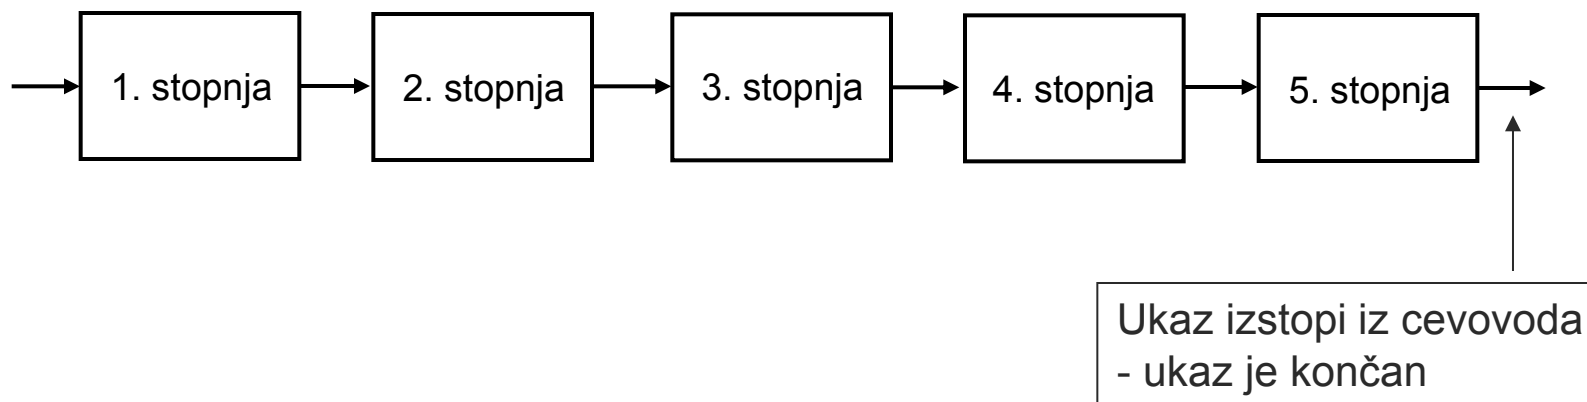 1. stopnja
2. stopnja
3. stopnja
4. stopnja
5. stopnja
Ukaz izstopi iz cevovoda
- ukaz je končan